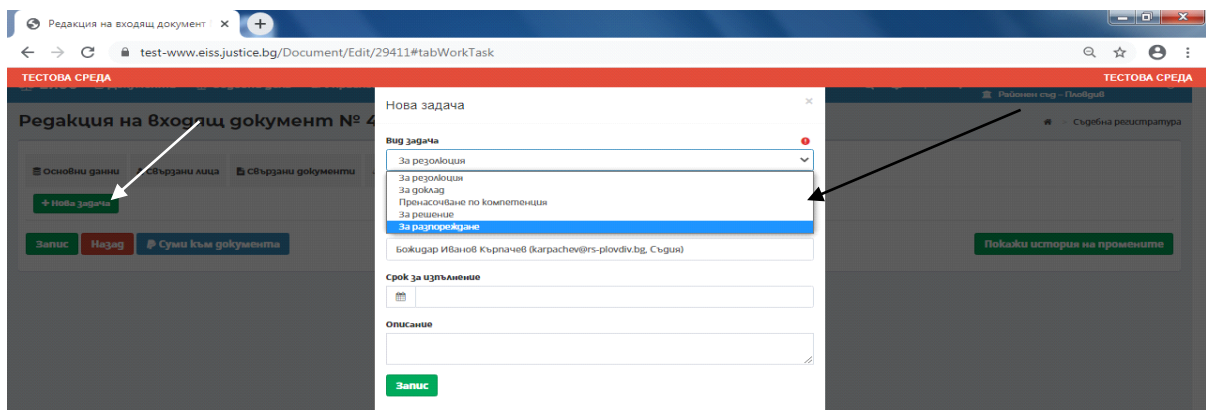 Редакция на входящ документ
test-www.eiss.justice.bg/Document/Edit/29411#tabWorkTask
ТЕСТОВА СРЕДА
ТЕСТОВА СРЕДА
Районен съд – Пловдив
Нова задача
Редакция на входящ документ № 4
Съдебна регистратура
Вид задача
За резолюция
Основни данни
Свързани лица
Свързани документи
За резолюция
За доклад
Пренасочване по компетенция
За решение
За разпореждане
+ Нова задача
Запис
Назад
Суми към документа
Божидар Иванов Кърпачев (karpachev@rs-plovdiv.bg, Съдия)
Покажи история на промените
Срок за изпълнение
Описание
Запис